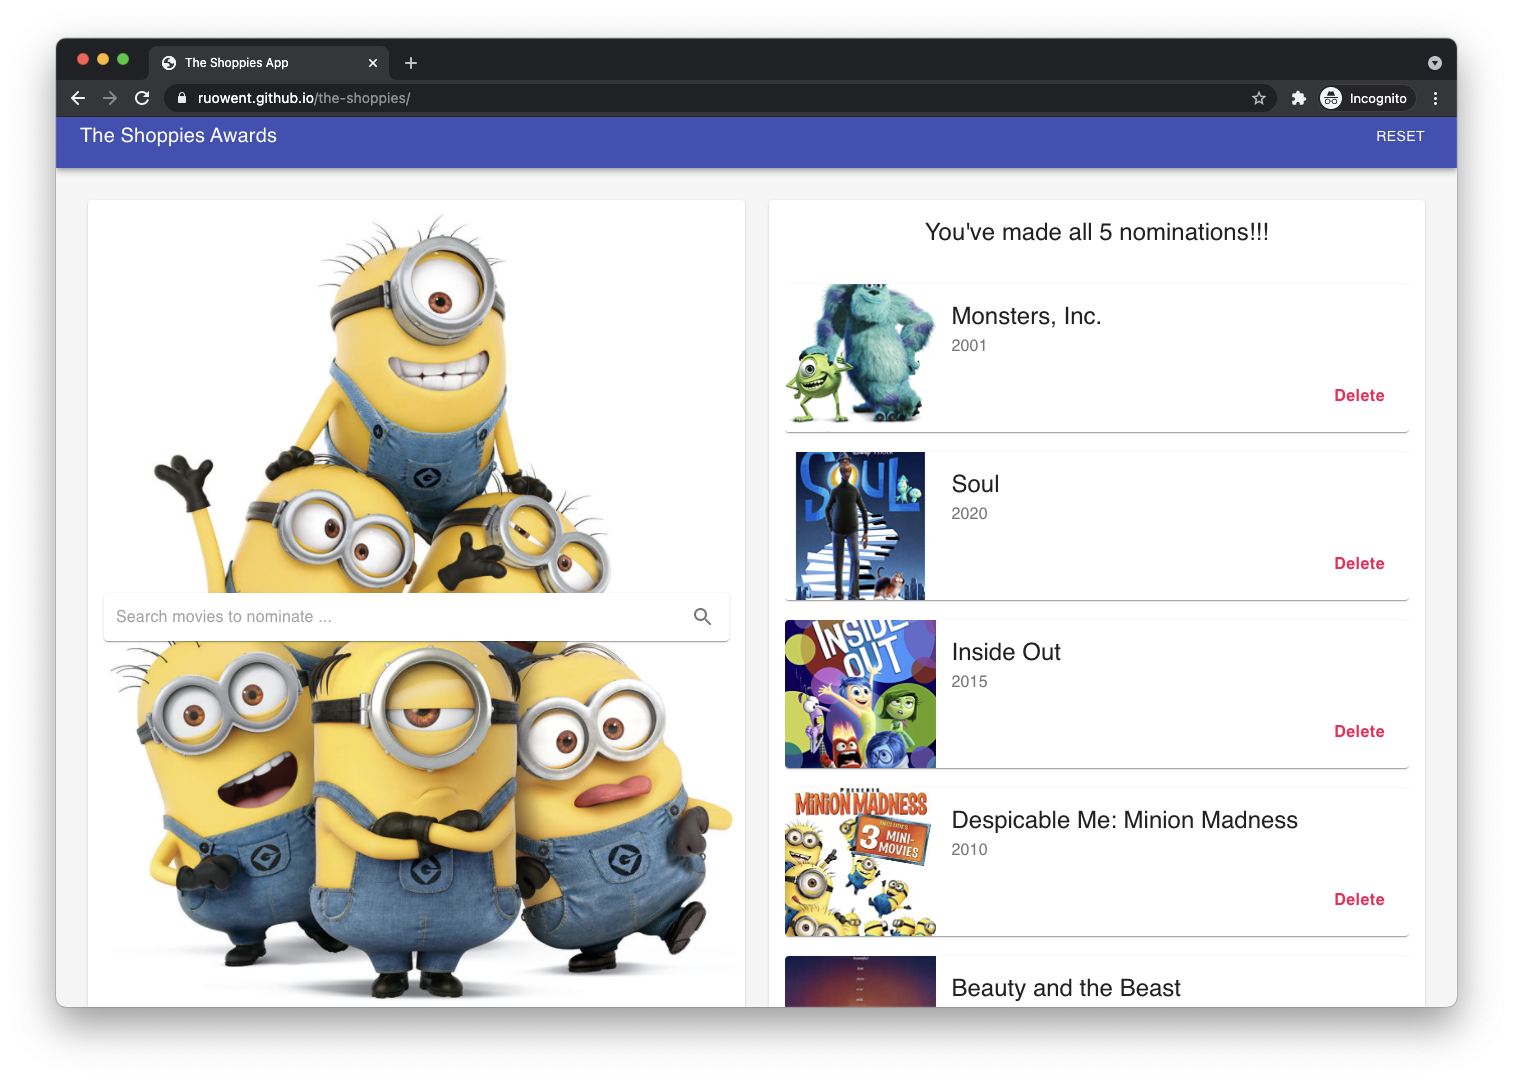 The Shoppies App
ruowent.github.io/the-shoppies/
Incognito
The Shoppies Awards
RESET
Search movies to nominate ...
You've made all 5 nominations!!!
Monsters, Inc.
2001
Delete
SOUL
Soul
2020
Delete
INSIDE
OUT
Inside Out
2015
Delete
PRESENTS
MINION MADNESS
INCLUDES
3 MINI-
MOVIES
Despicable Me: Minion Madness
2010
Delete
Beauty and the Beast